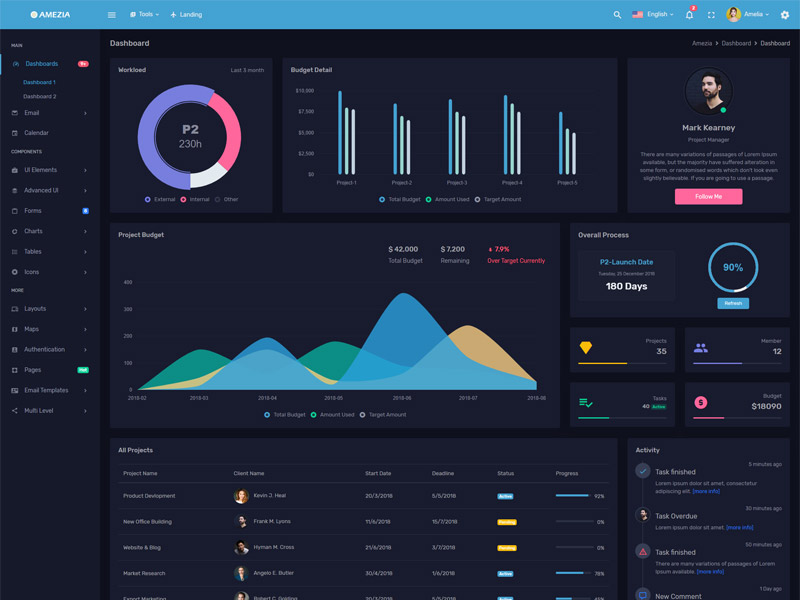 AMEZIA
Tools
Landing
2
English
Amelia
MAIN
Dashboards
9+
Dashboard 1
Dashboard 2
Email
Calendar
COMPONENTS
UI Elements
Advanced UI
Forms
Charts
Tables
Icons
MORE
Layouts
Maps
Authentication
Pages
Email Templates
Multi Level
Dashboard
Amezia > Dashboard > Dashboard
Workload
Last 3 month
P2
230h
External
Internal
Other
Budget Detail
$10,000
$7,500
$5,000
$2,500
$0
Project-1
Project-2
Project-3
Project-4
Project-5
Total Budget
Amount Used
Target Amount
Mark Kearney
Project Manager
There are many variations of passages of Lorem Ipsum
available, but the majority have suffered alteration in
some form, or randomised words which don't look even
slightly believable. If you are going to use a passage.
Follow Me
Project Budget
$ 42,000
Total Budget
$ 7,200
Remaining
7.9%
Over Target Currently
400
300
200
100
0
2018-02
2018-03
2018-04
2018-05
2018-06
2018-07
2018-08
Total Budget
Amount Used
Target Amount
Overall Process
P2-Launch Date
Tuesday, 25 December 2018
180 Days
90%
Refresh
Projects
35
Member
12
Tasks
40 Active
Budget
$18090
All Projects
Project Name Client Name Start Date Deadline Status Progress
Product Devlopment Kevin J. Heal 20/3/2018 5/5/2018 Active 92%
New Office Building Frank M. Lyons 11/6/2018 15/7/2018 Pending 0%
Website & Blog Hyman M. Cross 21/6/2018 3/7/2018 Pending 0%
Market Research Angelo E. Butler 30/4/2018 1/6/2018 Active 78%
Export Marketing Robert C. Golding 20/3/2018 5/5/2018 Active 45%
Activity
5 minutes ago
Task finished
Lorem ipsum dolor sit amet, consectetur
adipiscing elit. [more info]
30 minutes ago
Task Overdue
Lorem ipsum dolor sit amet. [more info]
50 minutes ago
Task finished
There are many variations of passages of Lorem
Ipsum available. [more info]
1 Day ago
New Comment